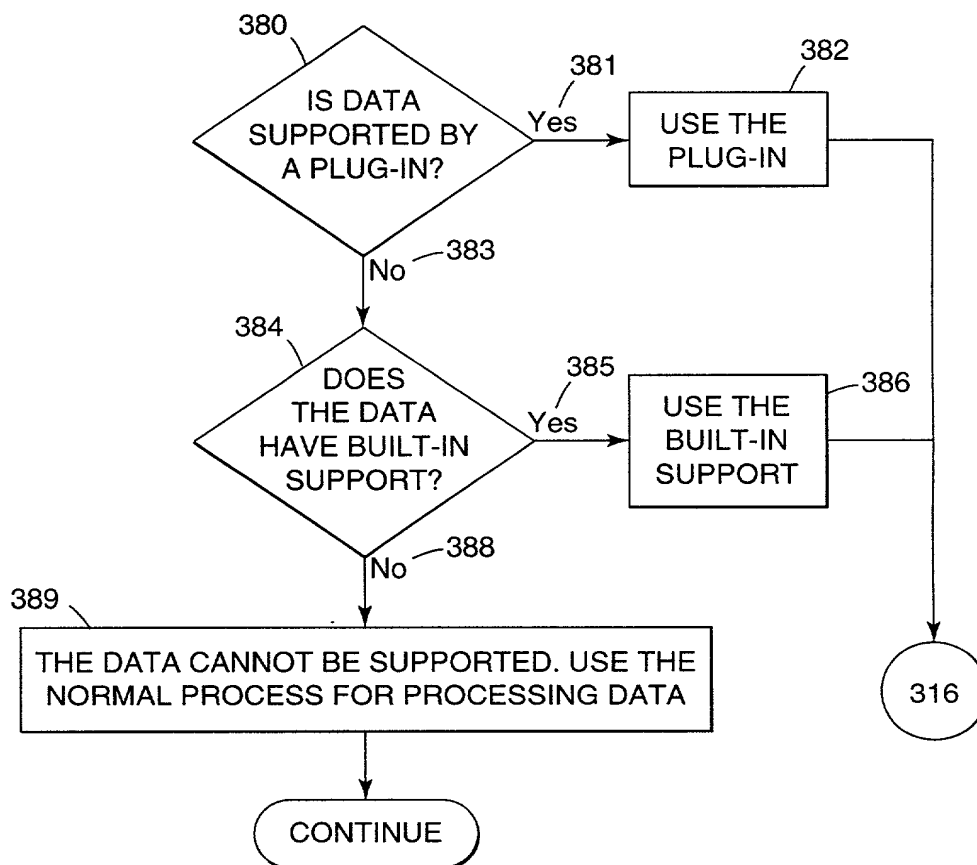 380
IS DATA
SUPPORTED BY
A PLUG-IN?
381
Yes
382
USE THE
PLUG-IN
No
383
384
DOES
THE DATA
HAVE BUILT-IN
SUPPORT?
385
Yes
386
USE THE
BUILT-IN
SUPPORT
No
388
389
THE DATA CANNOT BE SUPPORTED. USE THE
NORMAL PROCESS FOR PROCESSING DATA
316
CONTINUE